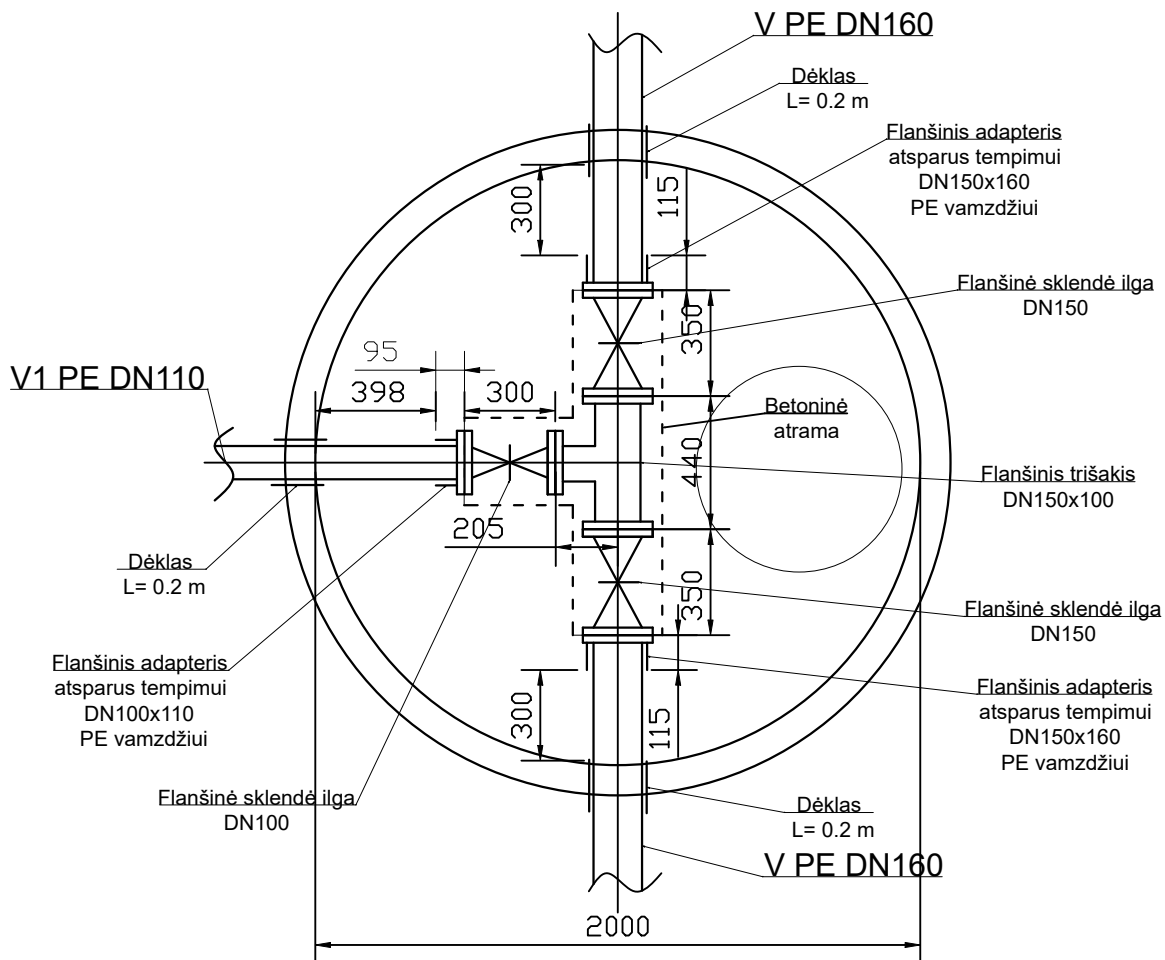 V PE DN160
Dėklas
L= 0.2 m
Flanšinis adapteris
atsparus tempimui
DN150x160
PE vamzdžiui
300
115
Flanšinė sklendė ilga
DN150
350
95
V1 PE DN110
398
300
Betoninė
atrama
440
Flanšinis trišakis
DN150x100
205
Dėklas
L= 0.2 m
350
Flanšinė sklendė ilga
DN150
Flanšinis adapteris
atsparus tempimui
DN100x110
PE vamzdžiui
300
115
Flanšinis adapteris
atsparus tempimui
DN150x160
PE vamzdžiui
Flanšinė sklendė ilga
DN100
Dėklas
L= 0.2 m
V PE DN160
2000